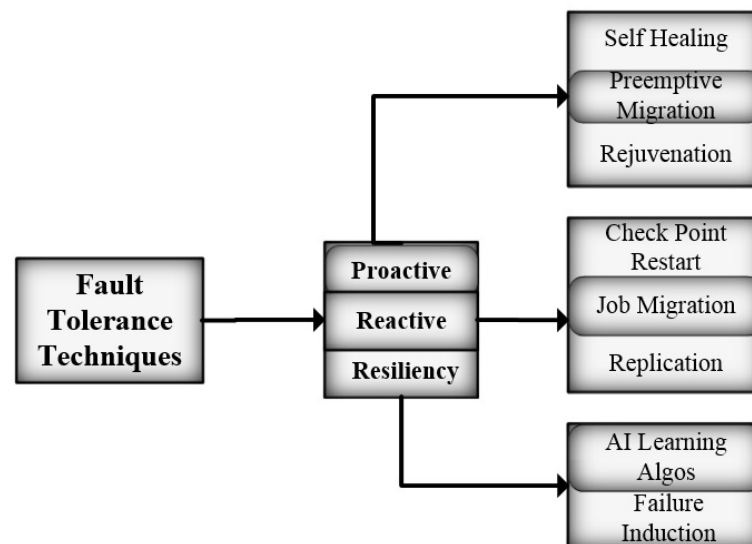 Self Healing
Preemptive
Migration
Rejuvenation
Fault
Tolerance
Techniques
Proactive
Reactive
Resiliency
Check Point
Restart
Job Migration
Replication
AI Learning
Algos
Failure
Induction